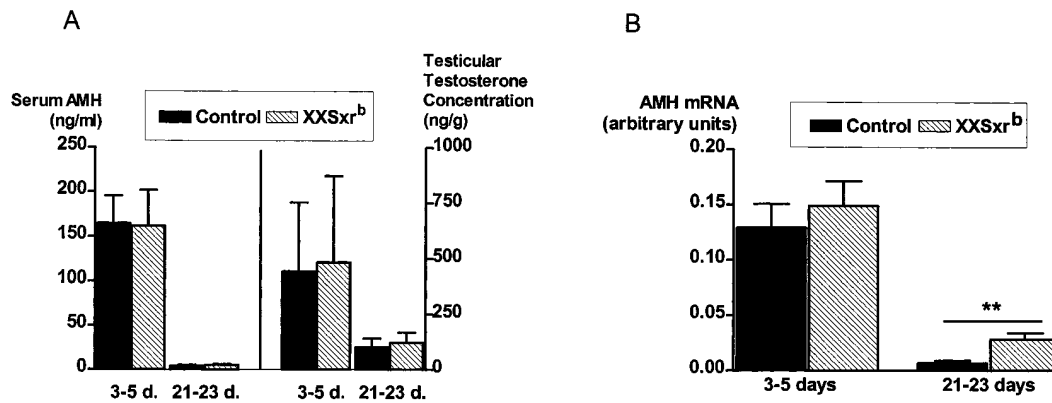 A
Serum AMH
(ng/ml)
Control XXSxrb
Testicular
Testosterone
Concentration
(ng/g)
250
200
150
100
50
0
1000
750
500
250
0
3-5 d. 21-23 d. 3-5 d. 21-23 d.
B
AMH mRNA
(arbitrary units)
Control XXSxrb
0.20
0.15
0.10
0.05
0.00
**
3-5 days 21-23 days